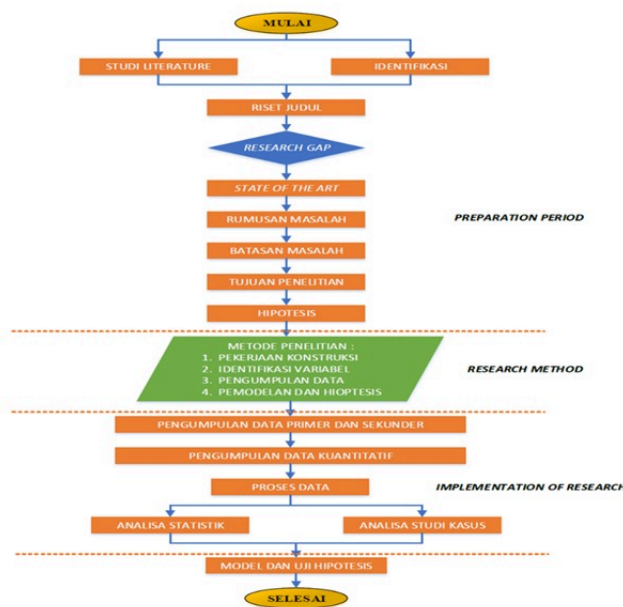 MULAI
STUDI LITERATURE
IDENTIFIKASI
RISET JUDUL
RESEARCH GAP
STATE OF THE ART
RUMUSAN MASALAH
PREPARATION PERIOD
BATASAN MASALAH
TUJUAN PENELITIAN
HIPOTESIS
METODE PENELITIAN :
1. PEKERJAAN KONSTRUKSI
2. IDENTIFIKASI VARIABEL
3. PENGUMPULAN DATA
4. PEMODELAN DAN HIOPTESIS
RESEARCH METHOD
PENGUMPULAN DATA PRIMER DAN SEKUNDER
PENGUMPULAN DATA KUANTITATIF
PROSES DATA
IMPLEMENTATION OF RESEARCH
ANALISA STATISTIK
ANALISA STUDI KASUS
MODEL DAN UJI HIPOTESIS
SELESAI